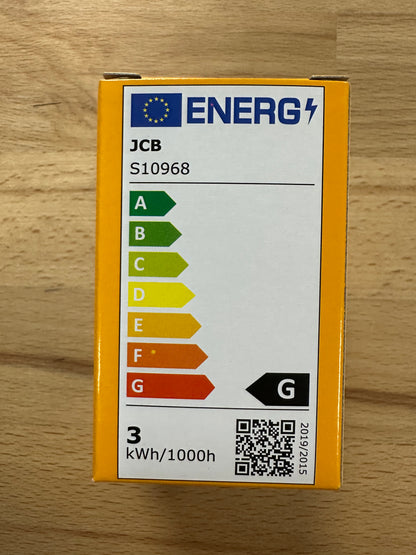 ENERG
JCB
S10968
A
B
C
D
E
F
G
G
3
kWh/1000h
2019/2015